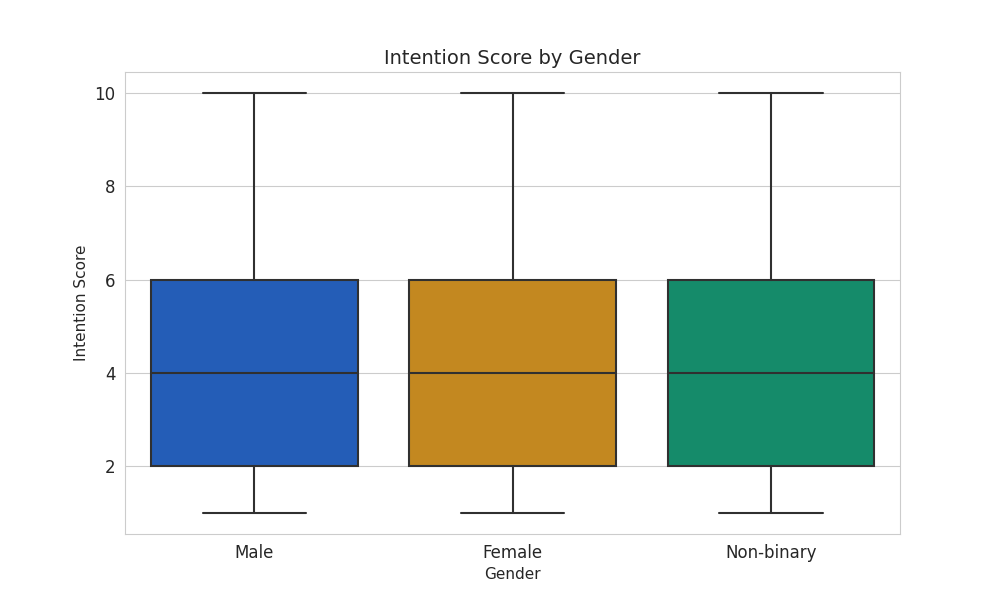 Intention Score by Gender
Intention Score
10
8
6
4
2
Male Female Non-binary
Gender